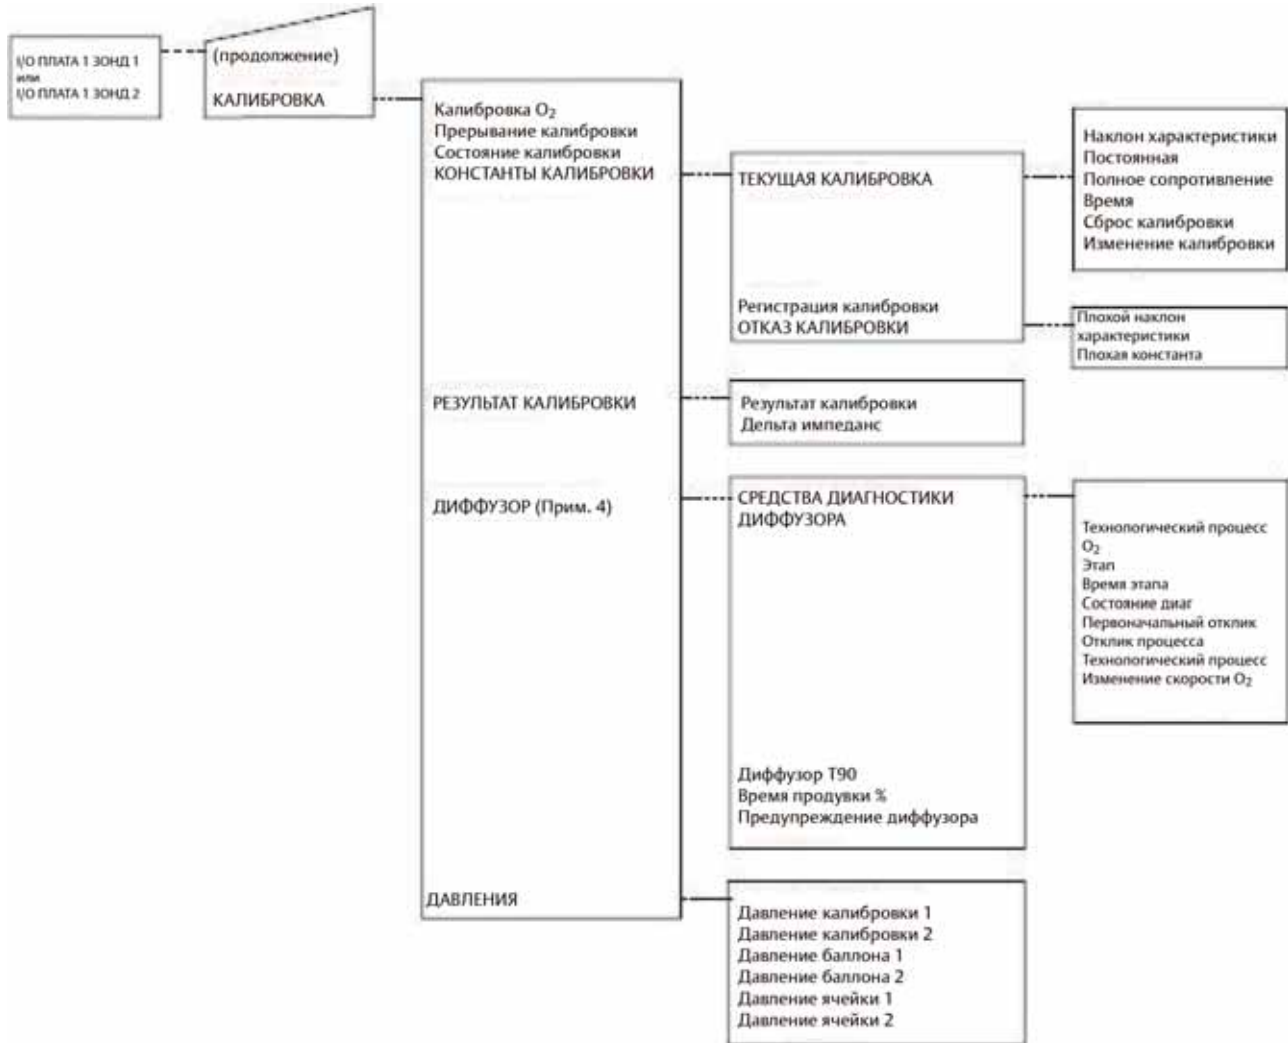 I/O ПЛАТА 1 ЗОНД 1
или
I/O ПЛАТА 1 ЗОНД 2
(продолжение)
КАЛИБРОВКА
Калибровка O₂
Прерывание калибровки
Состояние калибровки
КОНСТАНТЫ КАЛИБРОВКИ
РЕЗУЛЬТАТ КАЛИБРОВКИ
ДИФФУЗОР (Прим. 4)
ДАВЛЕНИЯ
ТЕКУЩАЯ КАЛИБРОВКА
Регистрация калибровки
ОТКАЗ КАЛИБРОВКИ
Наклон характеристики
Постоянная
Полное сопротивление
Время
Сброс калибровки
Изменение калибровки
Плохой наклон
характеристики
Плохая константа
Результат калибровки
Дельта импеданс
СРЕДСТВА ДИАГНОСТИКИ
ДИФФУЗОРА
Диффузор T90
Время продувки %
Предупреждение диффузора
Технологический процесс
O₂
Этап
Время этапа
Состояние диаг
Первоначальный отклик
Отклик процесса
Технологический процесс
Изменение скорости O₂
Давление калибровки 1
Давление калибровки 2
Давление баллона 1
Давление баллона 2
Давление ячейки 1
Давление ячейки 2